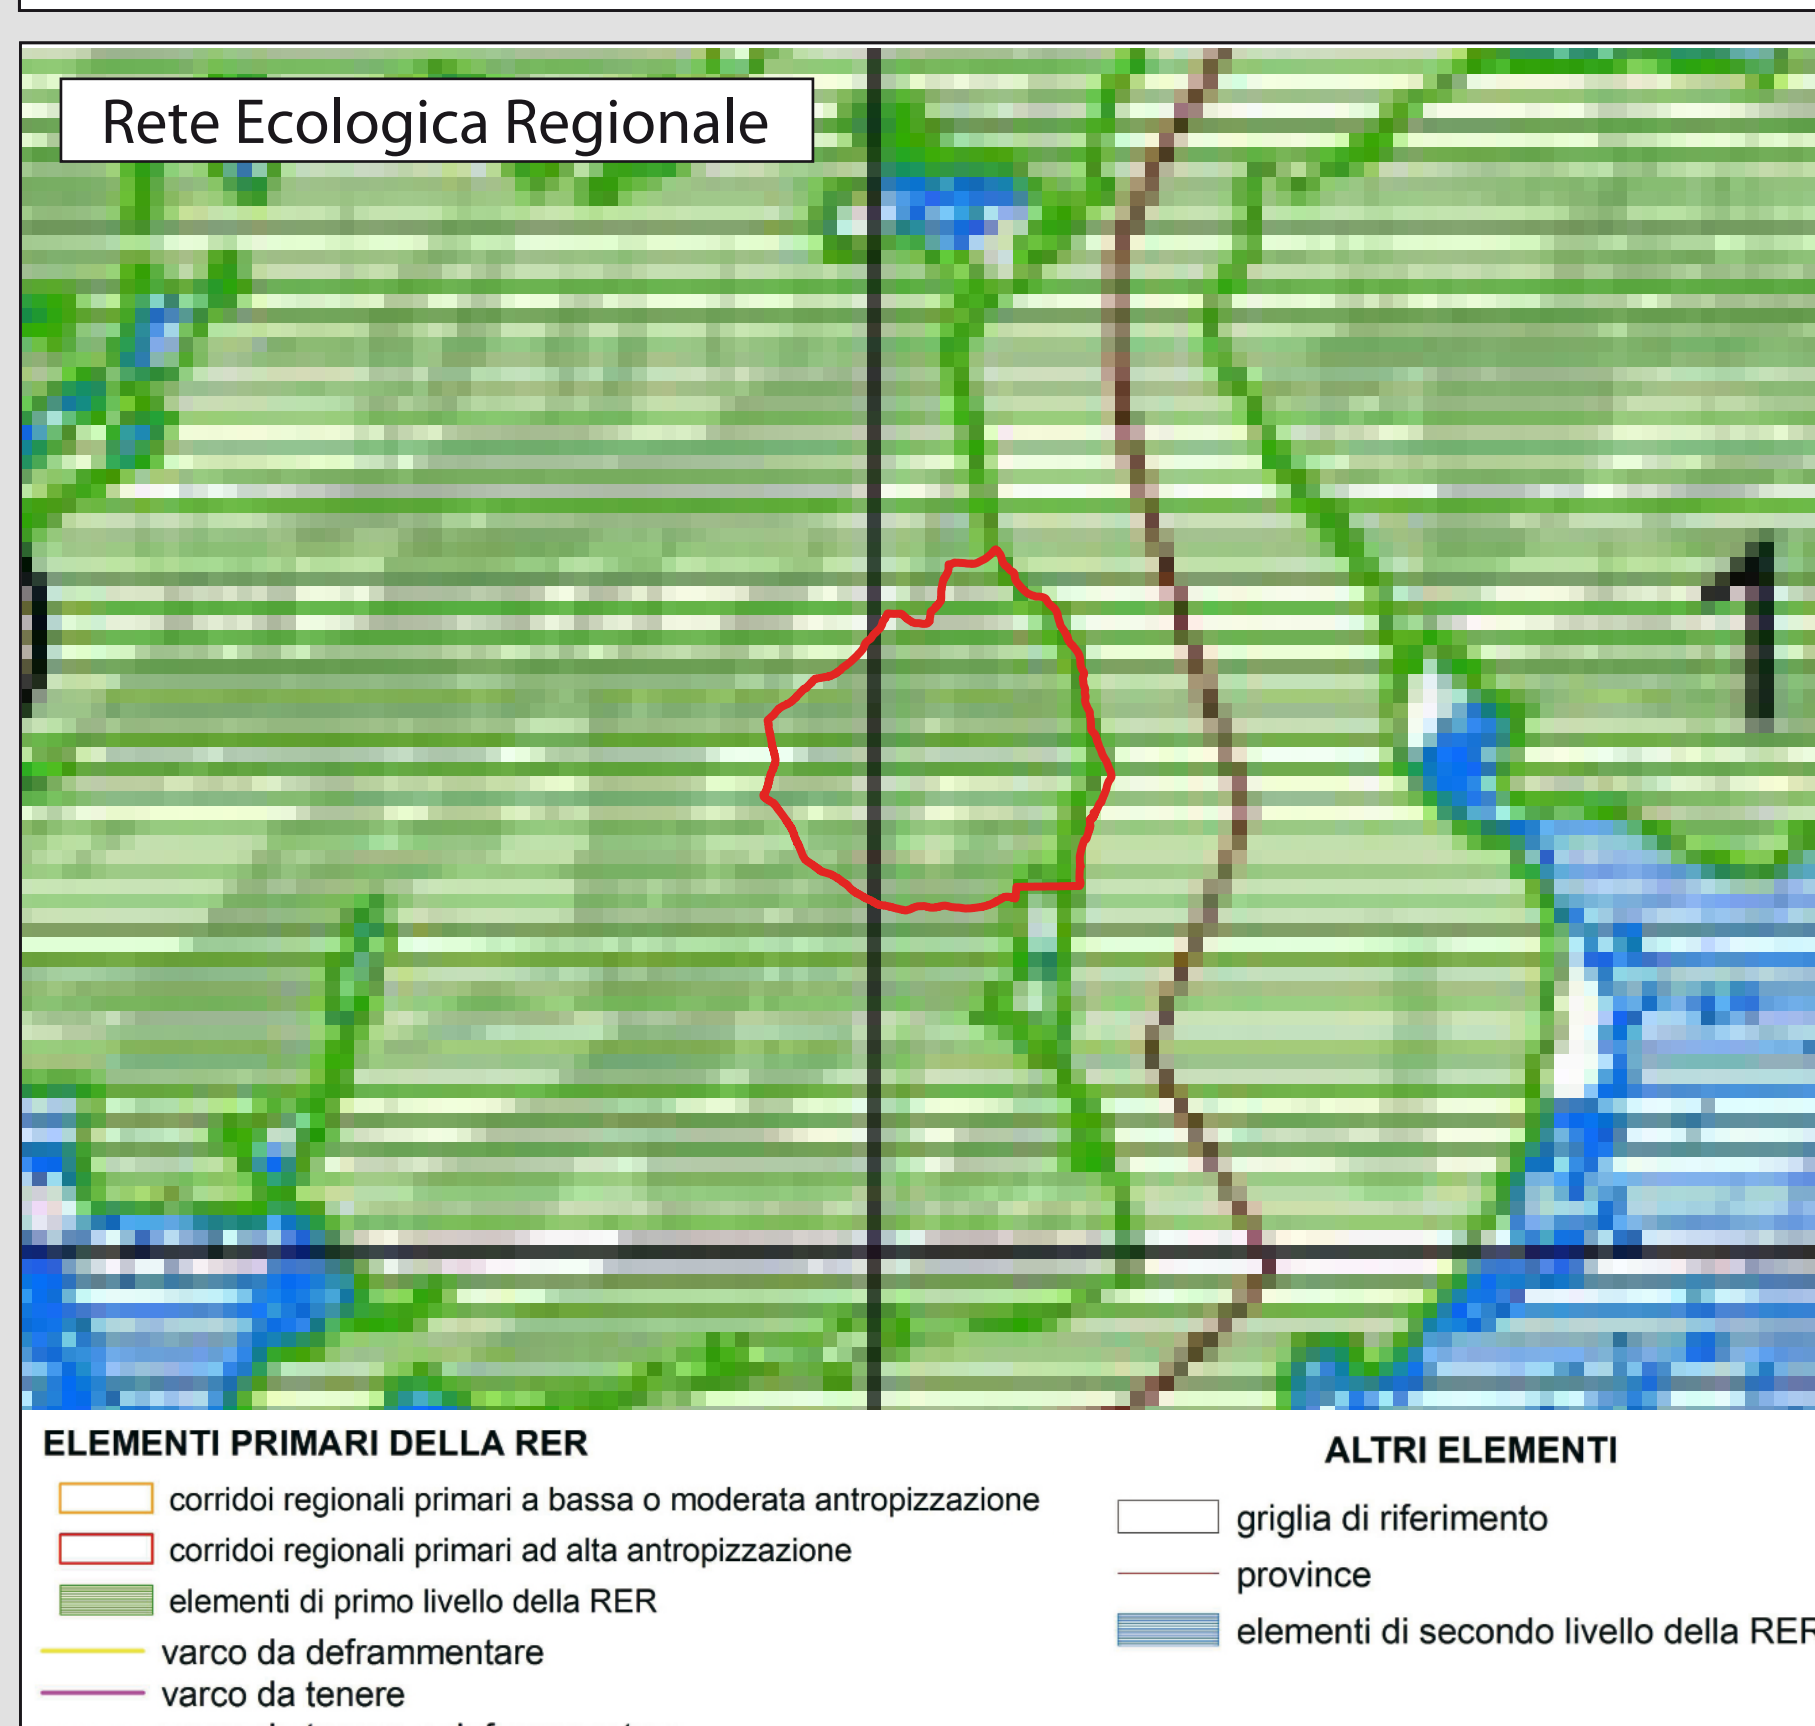 Rete Ecologica Regionale
1
ELEMENTI PRIMARI DELLA RER
corridoi regionali primari a bassa o moderata antropizzazione
corridoi regionali primari ad alta antropizzazione
elementi di primo livello della RER
varco da deframmentare
varco da tenere
ALTRI ELEMENTI
griglia di riferimento
province
elementi di secondo livello della RER